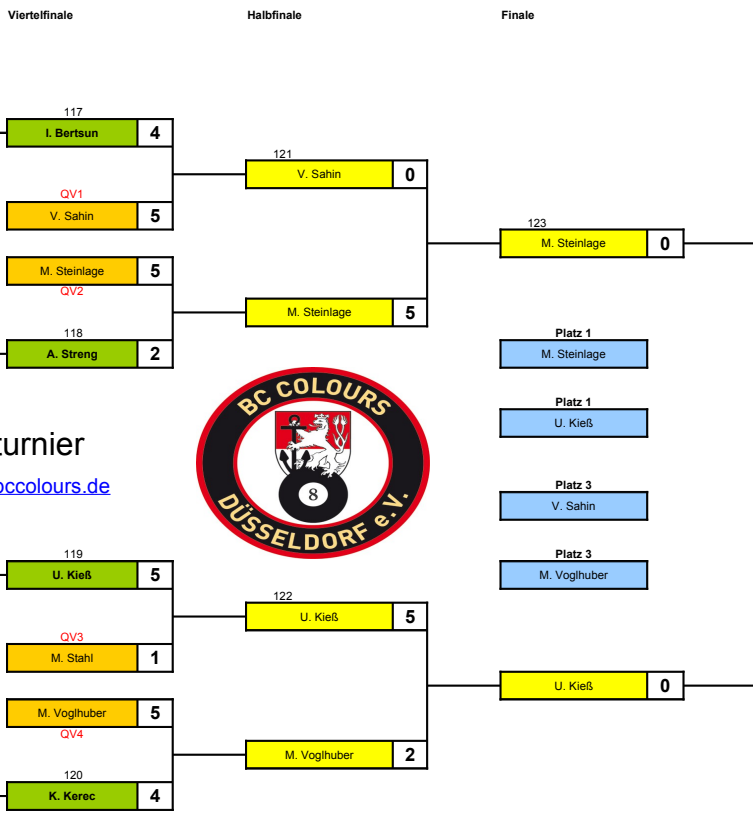 Viertelfinale
Halbfinale
Finale
117
I. Bertsun 4
QV1
V. Sahin 5
M. Steinlage 5
QV2
118
A. Streng 2
121
V. Sahin 0
M. Steinlage 5
123
M. Steinlage 0
Platz 1
M. Steinlage
Platz 1
U. Kieß
Platz 3
V. Sahin
Platz 3
M. Voglhuber
BC COLOURS
8
DÜSSELDORF e.V.
turnier
ccolours.de
119
U. Kieß 5
QV3
M. Stahl 1
M. Voglhuber 5
QV4
120
K. Kerec 4
122
U. Kieß 5
M. Voglhuber 2
U. Kieß 0